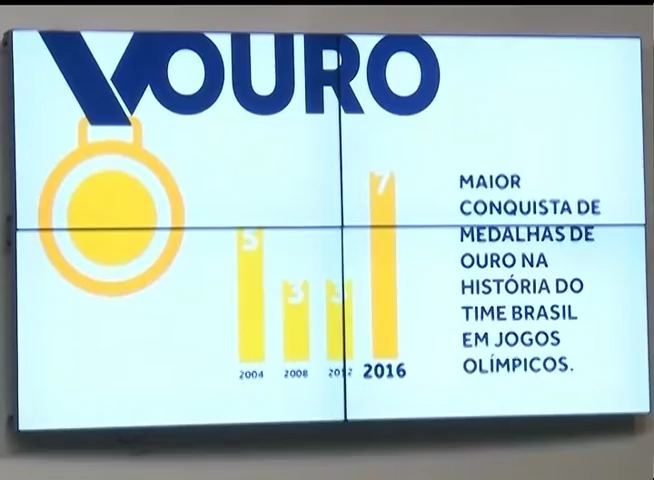 OURO
7
5
3
3
2004
2008
2012
2016
MAIOR
CONQUISTA DE
MEDALHAS DE
OURO NA
HISTÓRIA DO
TIME BRASIL
EM JOGOS
OLÍMPICOS.